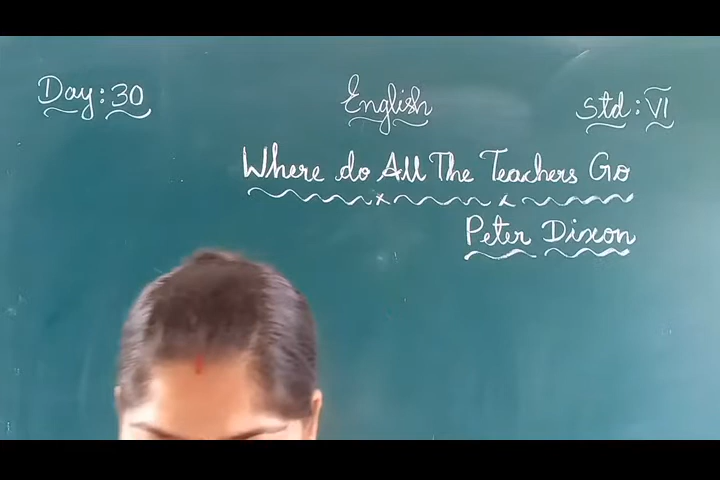 Day: 30 English Std: VI
Where do All The Teachers Go
Peter Dixon